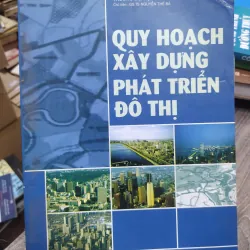 QUY HOẠCH
XÂY DỰNG
PHÁT TRIỂN
ĐÔ THỊ